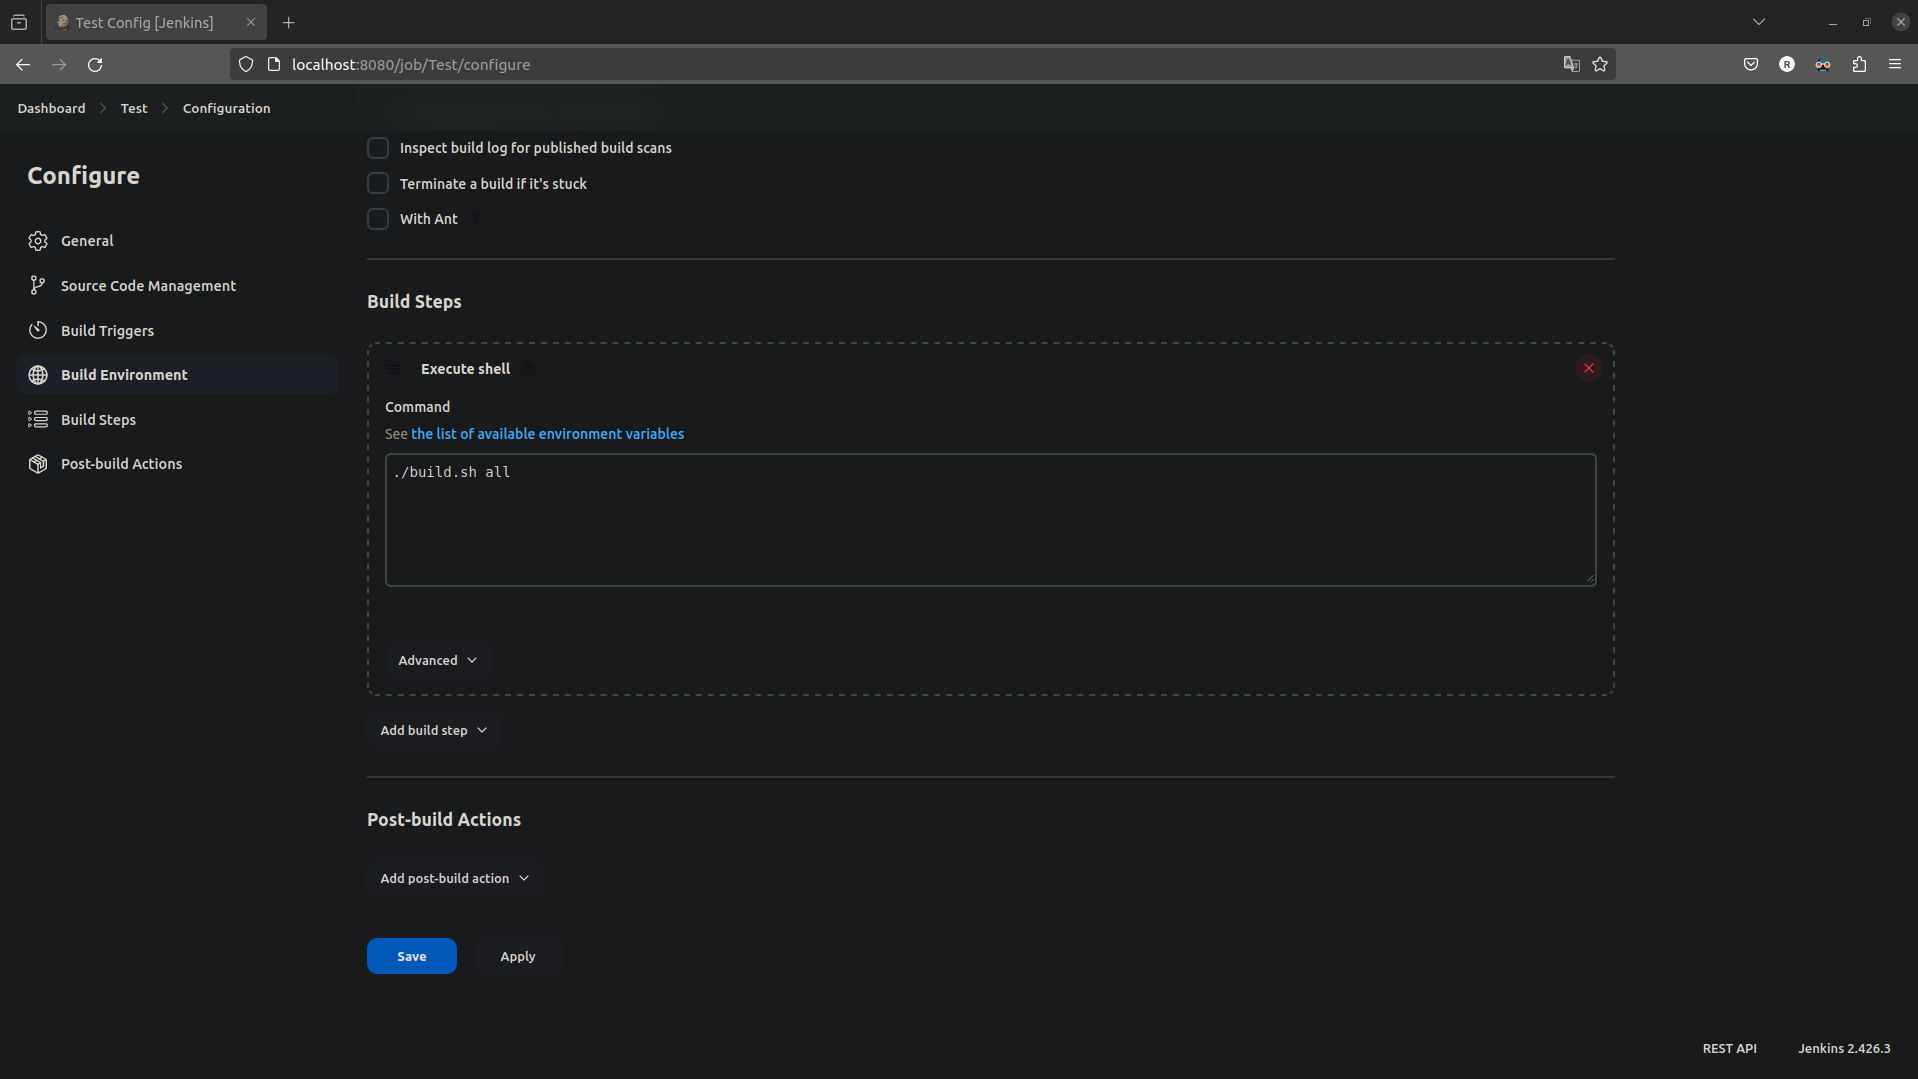 Test Config [Jenkins]
localhost:8080/job/Test/configure
R
Dashboard
Test
Configuration
Configure
General
Source Code Management
Build Triggers
Build Environment
Build Steps
Post-build Actions
Inspect build log for published build scans
Terminate a build if it's stuck
With Ant ?
Build Steps
Execute shell ?
Command
See the list of available environment variables
./build.sh all
Advanced
Add build step
Post-build Actions
Add post-build action
Save
Apply
REST API
Jenkins 2.426.3